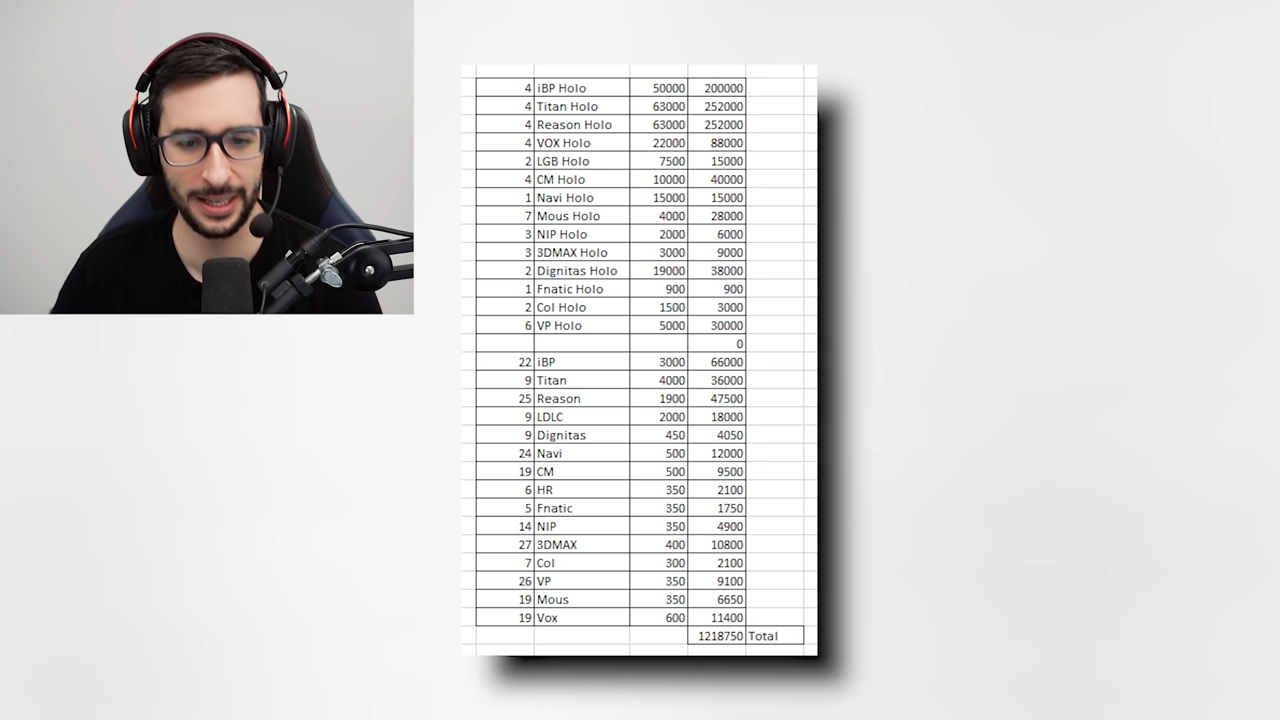 4 iBP Holo 50000 200000
4 Titan Holo 63000 252000
4 Reason Holo 63000 252000
4 VOX Holo 22000 88000
2 LGB Holo 7500 15000
4 CM Holo 10000 40000
1 Navi Holo 15000 15000
7 Mous Holo 4000 28000
3 NIP Holo 2000 6000
3 3DMAX Holo 3000 9000
2 Dignitas Holo 19000 38000
1 Fnatic Holo 900 900
2 Col Holo 1500 3000
6 VP Holo 5000 30000
0
22 iBP 3000 66000
9 Titan 4000 36000
25 Reason 1900 47500
9 LDLC 2000 18000
9 Dignitas 450 4050
24 Navi 500 12000
19 CM 500 9500
6 HR 350 2100
5 Fnatic 350 1750
14 NIP 350 4900
27 3DMAX 400 10800
7 Col 300 2100
26 VP 350 9100
19 Mous 350 6650
19 Vox 600 11400
1218750 Total